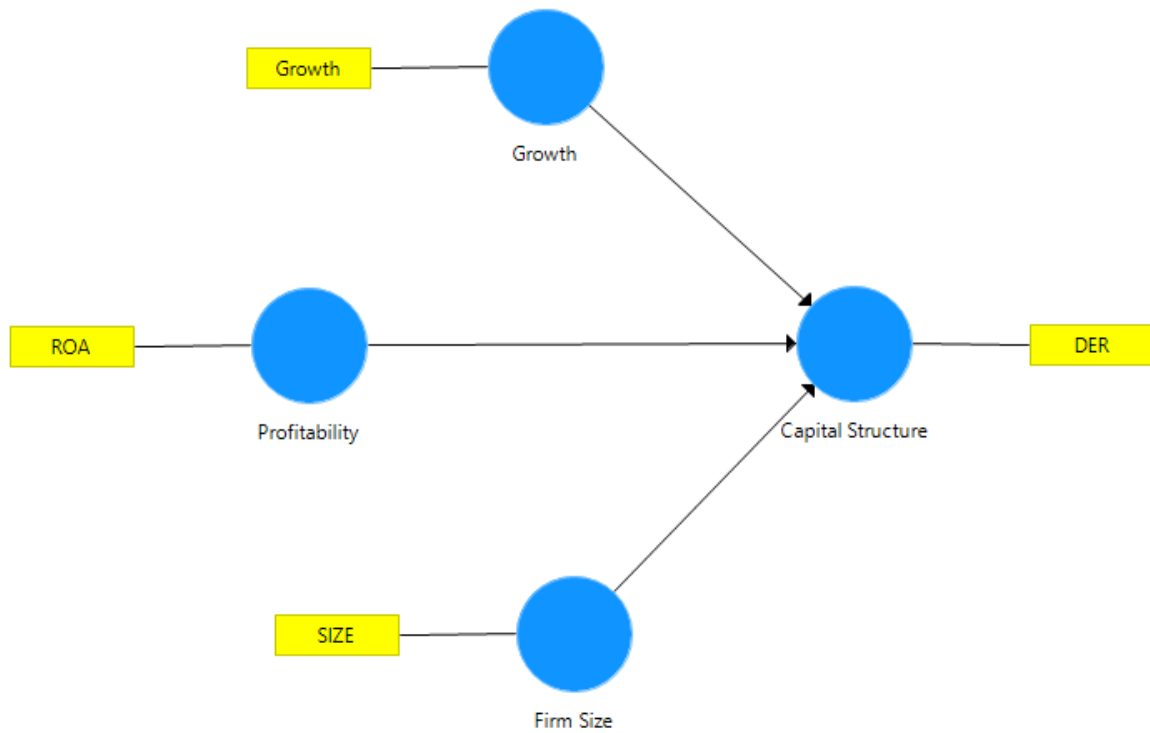 Growth
Growth
ROA
Profitability
Capital Structure
DER
SIZE
Firm Size